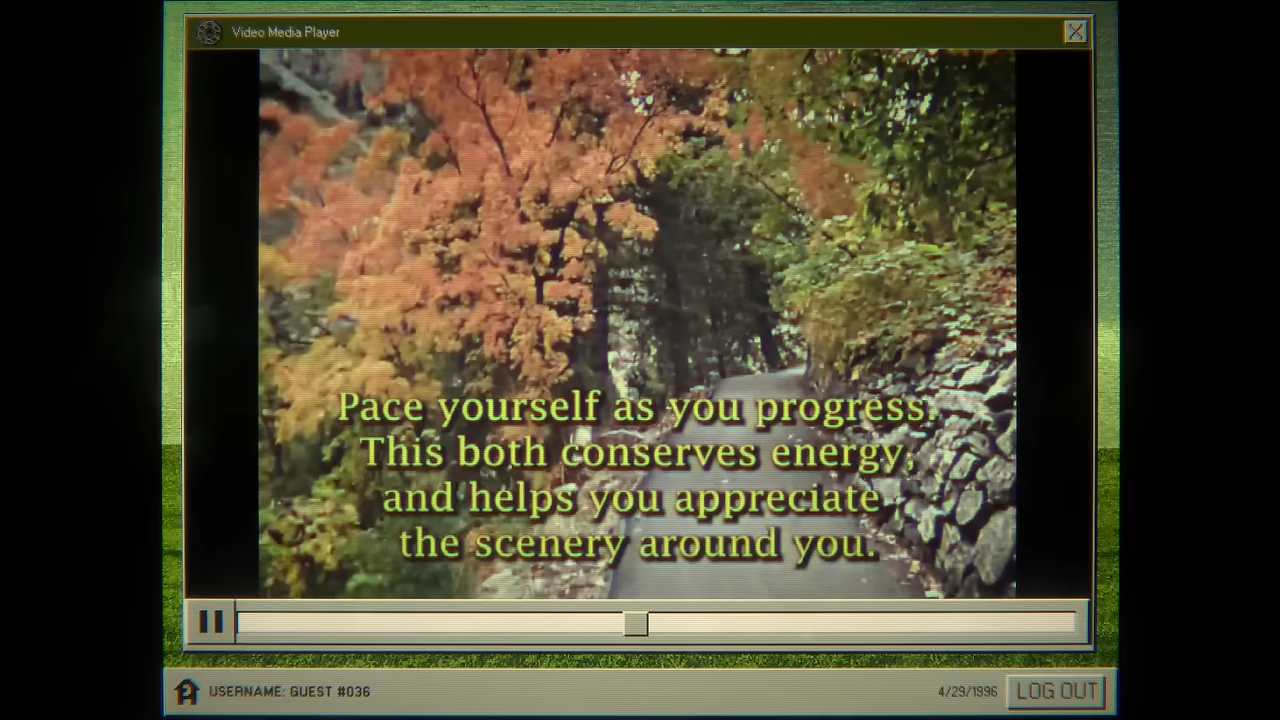 Video Media Player
Pace yourself as you progress.
This both conserves energy,
and helps you appreciate
the scenery around you.
USERNAME: GUEST #036
4/29/1996
LOG OUT